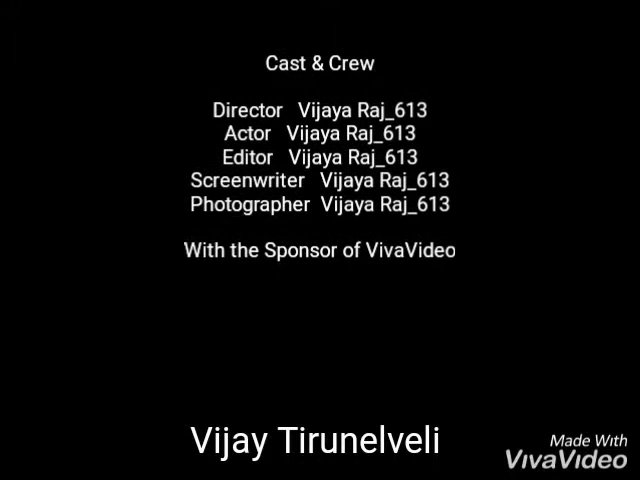 Cast & Crew
Director Vijaya Raj_613
Actor Vijaya Raj_613
Editor Vijaya Raj_613
Screenwriter Vijaya Raj_613
Photographer Vijaya Raj_613
With the Sponsor of VivaVideo
Vijay Tirunelveli
Made With
VivaVideo